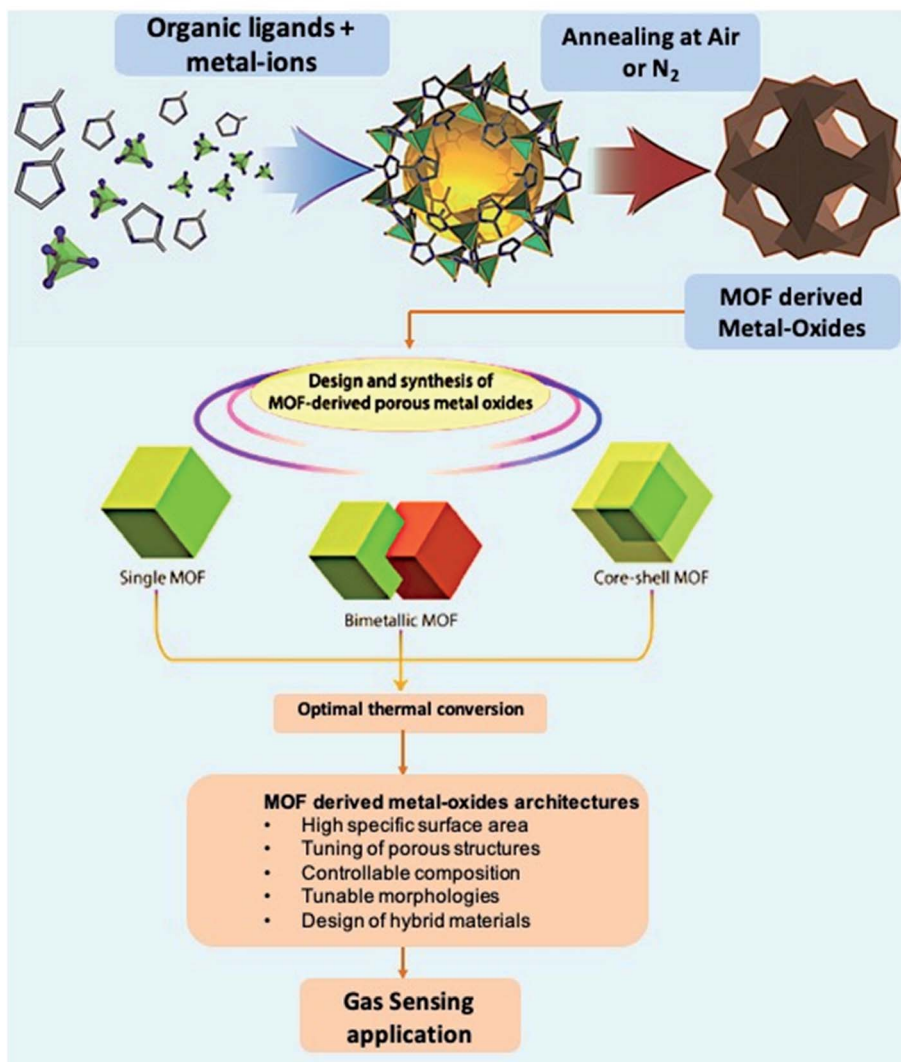 Organic ligands +
metal-ions
Annealing at Air
or N₂
MOF derived
Metal-Oxides
Design and synthesis of
MOF-derived porous metal oxides
Single MOF
Bimetallic MOF
Core-shell MOF
Optimal thermal conversion
MOF derived metal-oxides architectures
• High specific surface area
• Tuning of porous structures
• Controllable composition
• Tunable morphologies
• Design of hybrid materials
Gas Sensing
application